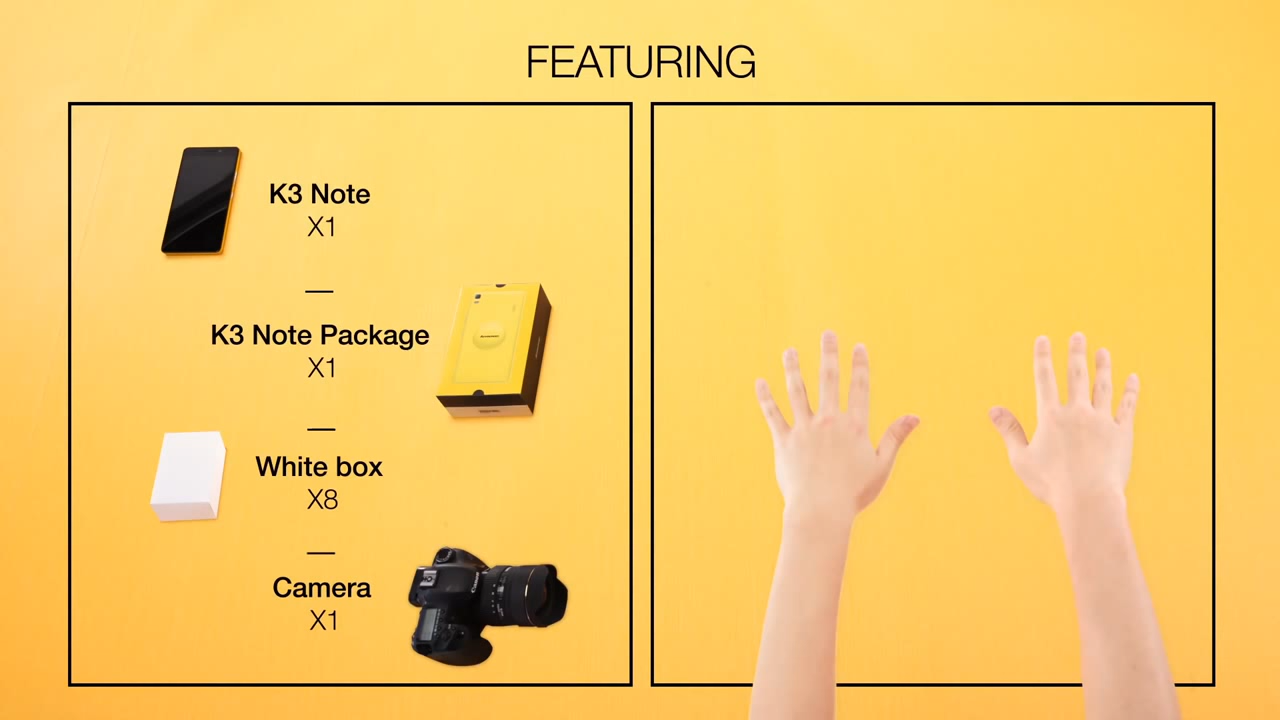 FEATURING
K3 Note
X1
K3 Note Package
X1
White box
X8
Camera
X1